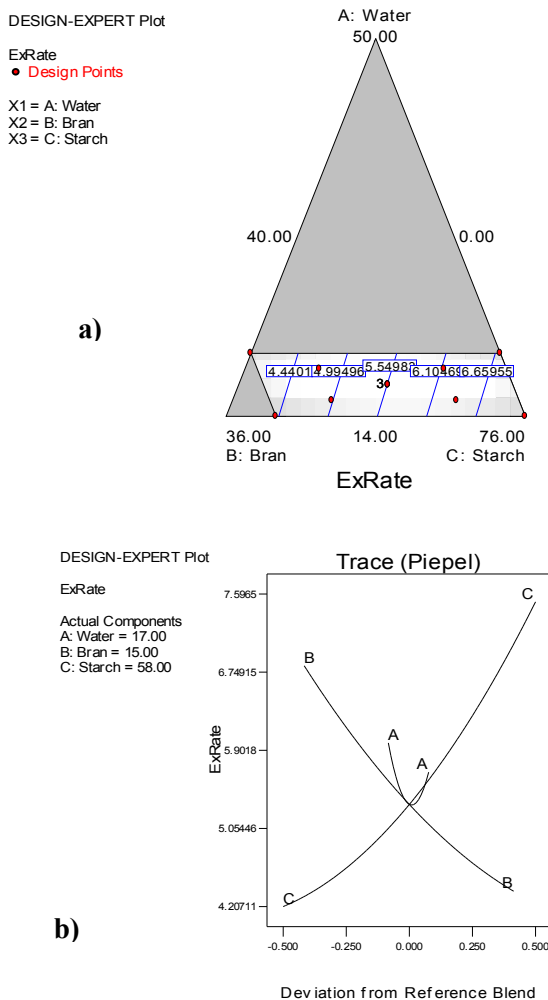 DESIGN-EXPERT Plot
ExRate
Design Points
X1 = A: Water
X2 = B: Bran
X3 = C: Starch
A: Water
50.00
40.00
0.00
a)
4.4401
4.99496
5.54982
6.10469
6.65955
3
36.00
14.00
76.00
B: Bran
C: Starch
ExRate
DESIGN-EXPERT Plot
ExRate
Actual Components
A: Water = 17.00
B: Bran = 15.00
C: Starch = 58.00
Trace (Piepel)
7.5965
6.74915
5.9018
5.05446
4.20711
ExRate
C
B
A
A
B
C
-0.500
-0.250
0.000
0.250
0.500
b)
Deviation from Reference Blend